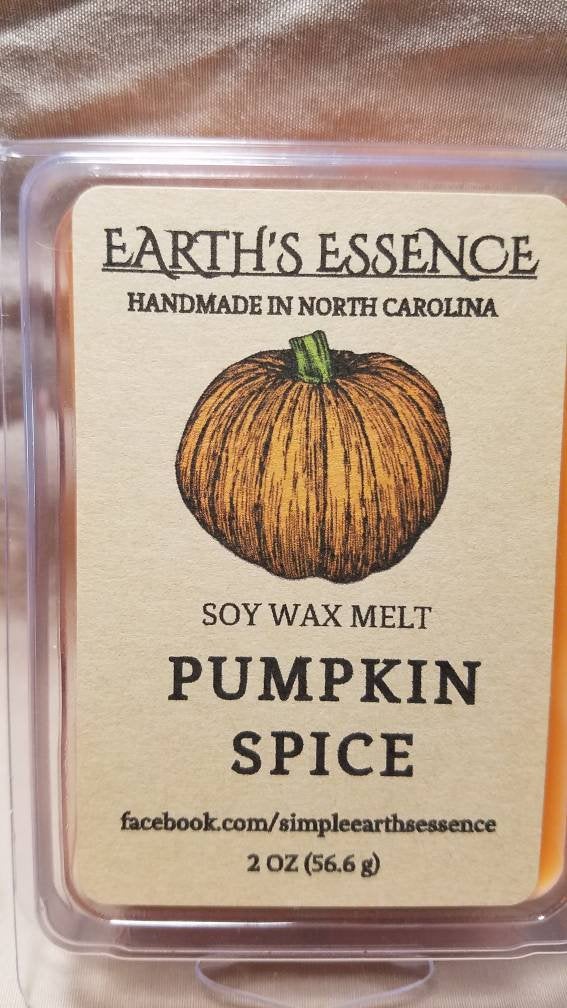 EARTH'S ESSENCE
HANDMADE IN NORTH CAROLINA
SOY WAX MELT
PUMPKIN
SPICE
facebook.com/simpleearthsessence
2 OZ (56.6 g)